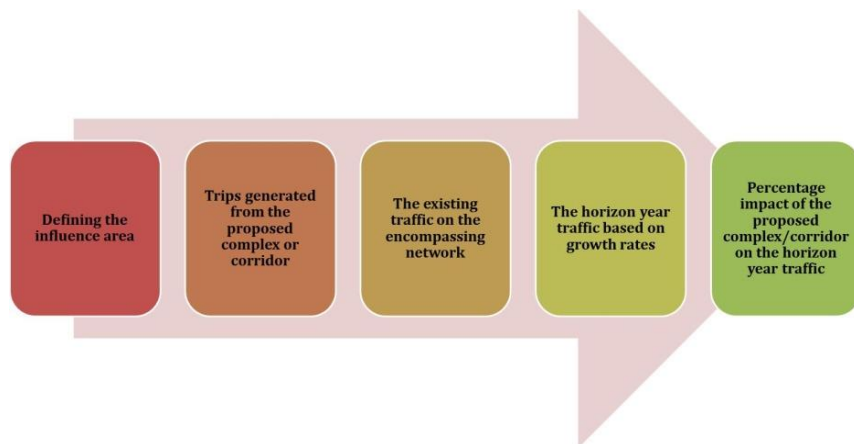 Defining the
influence area
Trips generated
from the
proposed
complex or
corridor
The existing
traffic on the
encompassing
network
The horizon year
traffic based on
growth rates
Percentage
impact of the
proposed
complex/corridor
on the horizon
year traffic